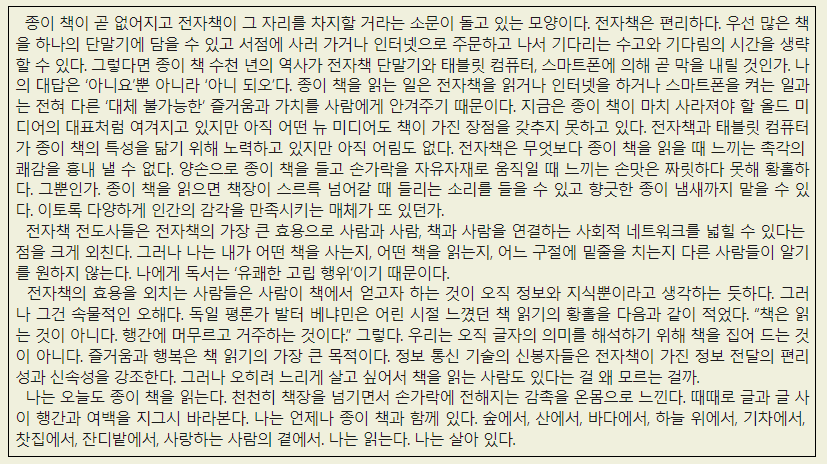 종이 책이 곧 없어지고 전자책이 그 자리를 차지할 거라는 소문이 돌고 있는 모양이다. 전자책은 편리하다. 우선 많은 책
을 하나의 단말기에 담을 수 있고 서점에 사러 가거나 인터넷으로 주문하고 나서 기다리는 수고와 기다림의 시간을 생략
할 수 있다. 그렇다면 종이 책 수천 년의 역사가 전자책 단말기와 태블릿 컴퓨터, 스마트폰에 의해 곧 막을 내릴 것인가. 나
의 대답은 ‘아니요’뿐 아니라 ‘아니 되오’다. 종이 책을 읽는 일은 전자책을 읽거나 인터넷을 하거나 스마트폰을 켜는 일과
는 전혀 다른 ‘대체 불가능한’ 즐거움과 가치를 사람에게 안겨주기 때문이다. 지금은 종이 책이 마치 사라져야 할 올드 미
디어의 대표처럼 여겨지고 있지만 아직 어떤 뉴 미디어도 책이 가진 장점을 갖추지 못하고 있다. 전자책과 태블릿 컴퓨터
가 종이 책의 특성을 닮기 위해 노력하고 있지만 아직 어림도 없다. 전자책은 무엇보다 종이 책을 읽을 때 느끼는 촉각의
쾌감을 흉내 낼 수 없다. 양손으로 종이 책을 들고 손가락을 자유자재로 움직일 때 느끼는 손맛은 짜릿하다 못해 황홀하
다. 그뿐인가. 종이 책을 읽으면 책장이 스르륵 넘어갈 때 들리는 소리를 들을 수 있고 향긋한 종이 냄새까지 맡을 수 있
다. 이토록 다양하게 인간의 감각을 만족시키는 매체가 또 있던가.
전자책 전도사들은 전자책의 가장 큰 효용으로 사람과 사람, 책과 사람을 연결하는 사회적 네트워크를 넓힐 수 있다는
점을 크게 외친다. 그러나 나는 내가 어떤 책을 사는지, 어떤 책을 읽는지, 어느 구절에 밑줄을 치는지 다른 사람들이 알기
를 원하지 않는다. 나에게 독서는 ‘유쾌한 고립 행위’이기 때문이다.
전자책의 효용을 외치는 사람들은 사람이 책에서 얻고자 하는 것이 오직 정보와 지식뿐이라고 생각하는 듯하다. 그러
나 그건 속물적인 오해다. 독일 평론가 발터 베냐민은 어린 시절 느꼈던 책 읽기의 황홀을 다음과 같이 적었다. “책은 읽
는 것이 아니다. 행간에 머무르고 거주하는 것이다.” 그렇다. 우리는 오직 글자의 의미를 해석하기 위해 책을 집어 드는 것
이 아니다. 즐거움과 행복은 책 읽기의 가장 큰 목적이다. 정보 통신 기술의 신봉자들은 전자책이 가진 정보 전달의 편리
성과 신속성을 강조한다. 그러나 오히려 느리게 살고 싶어서 책을 읽는 사람도 있다는 걸 왜 모르는 걸까.
나는 오늘도 종이 책을 읽는다. 천천히 책장을 넘기면서 손가락에 전해지는 감촉을 온몸으로 느낀다. 때때로 글과 글 사
이 행간과 여백을 지그시 바라본다. 나는 언제나 종이 책과 함께 있다. 숲에서, 산에서, 바다에서, 하늘 위에서, 기차에서,
찻집에서, 잔디밭에서, 사랑하는 사람의 곁에서. 나는 읽는다. 나는 살아 있다.